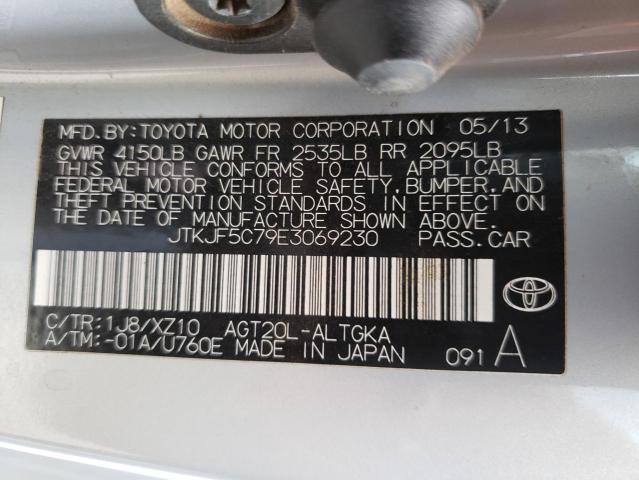 MFD.BY:TOYOTA MOTOR CORPORATION 05/13
GVWR 4150LB GAWR FR 2535LB RR 2095LB
THIS VEHICLE CONFORMS TO ALL APPLICABLE
FEDERAL MOTOR VEHICLE SAFETY,BUMPER,AND
THEFT PREVENTION STANDARDS IN EFFECT ON
THE DATE OF MANUFACTURE SHOWN ABOVE.
JTKJF5C79E3069230 PASS.CAR
C/TR:1J8/XZ10 AGT20L-ALTGKA
A/TM:-01A/U760E MADE IN JAPAN 091 A